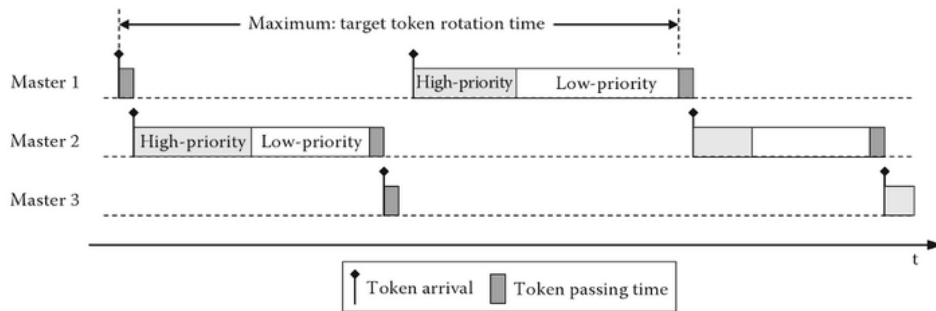 Maximum: target token rotation time
Master 1
High-priority
Low-priority
Master 2
High-priority
Low-priority
Master 3
t
Token arrival
Token passing time